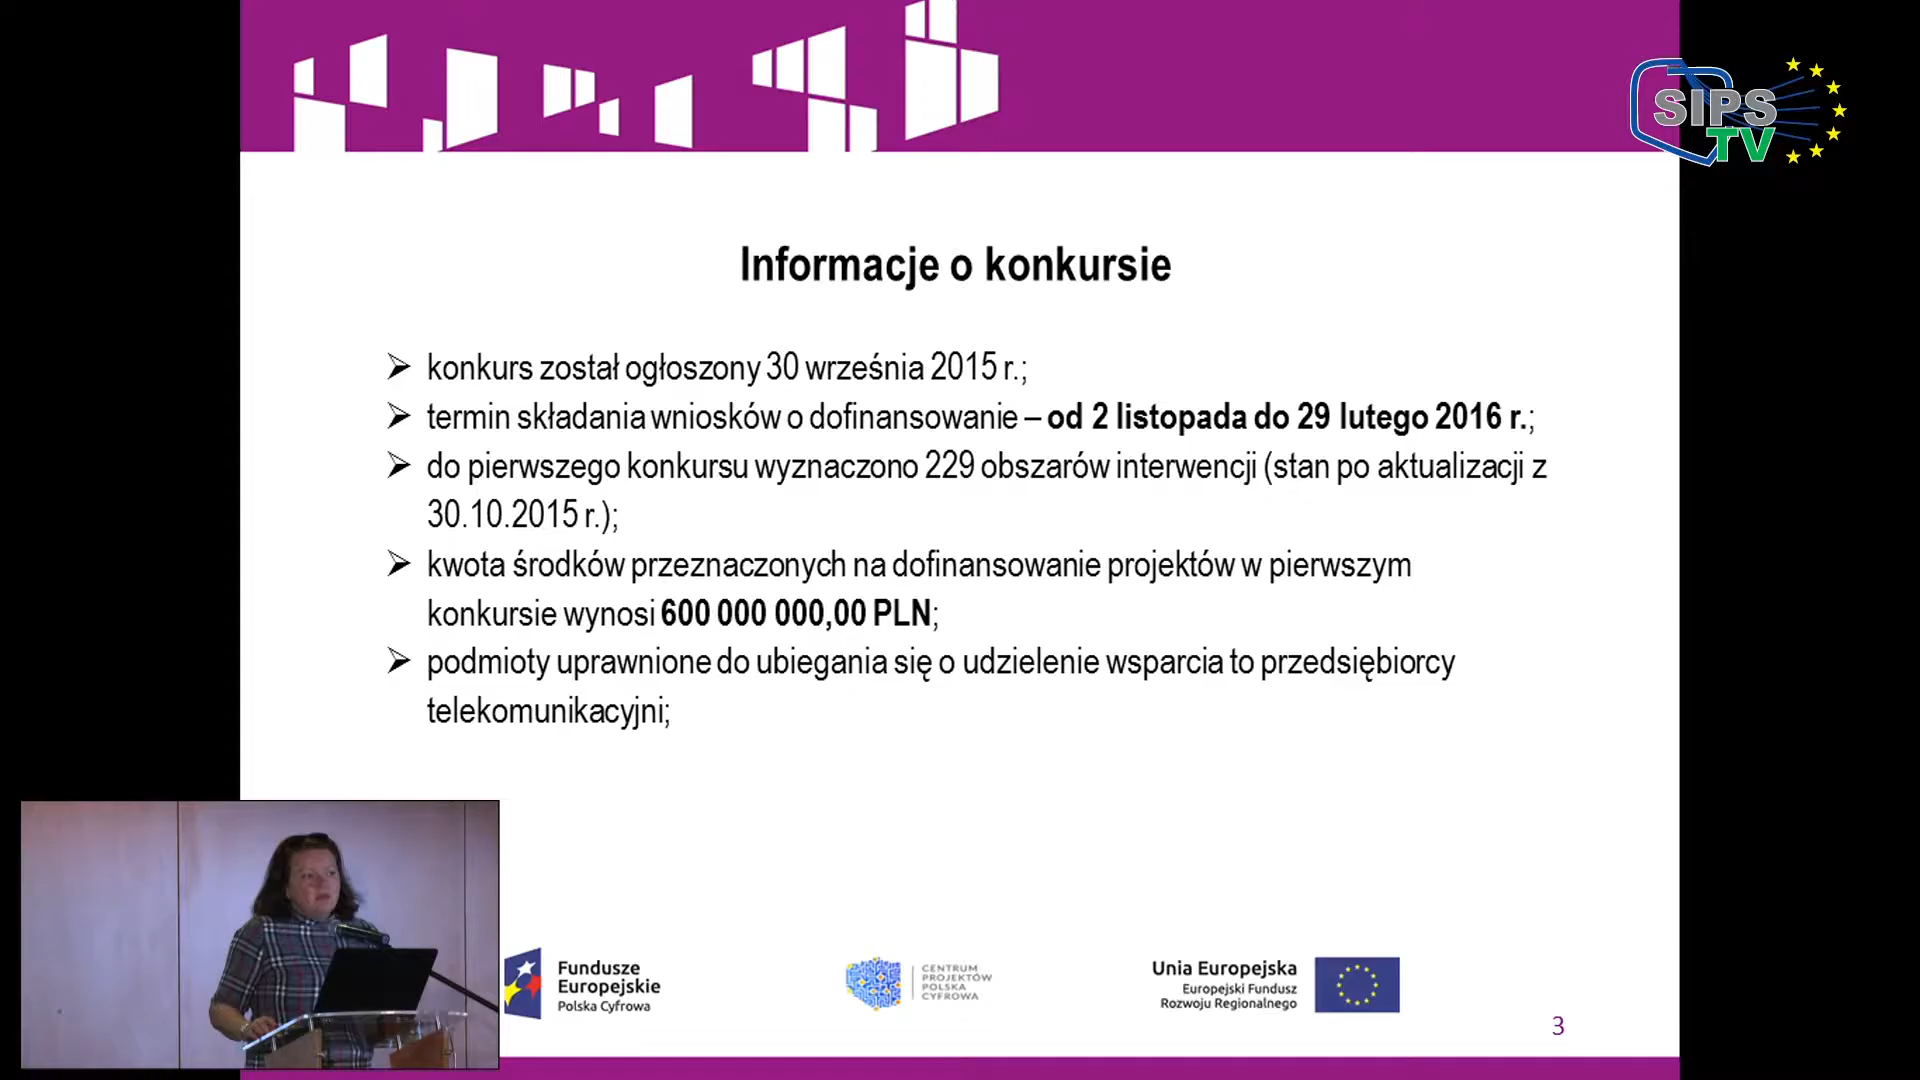 SIPS
TV
Informacje o konkursie
➢ konkurs został ogłoszony 30 września 2015 r.;
➢ termin składania wniosków o dofinansowanie – od 2 listopada do 29 lutego 2016 r.;
➢ do pierwszego konkursu wyznaczono 229 obszarów interwencji (stan po aktualizacji z
30.10.2015 r.);
➢ kwota środków przeznaczonych na dofinansowanie projektów w pierwszym
konkursie wynosi 600 000 000,00 PLN;
➢ podmioty uprawnione do ubiegania się o udzielenie wsparcia to przedsiębiorcy
telekomunikacyjni;
Fundusze
Europejskie
Polska Cyfrowa
CENTRUM
PROJEKTÓW
POLSKA
CYFROWA
Unia Europejska
Europejski Fundusz
Rozwoju Regionalnego
3